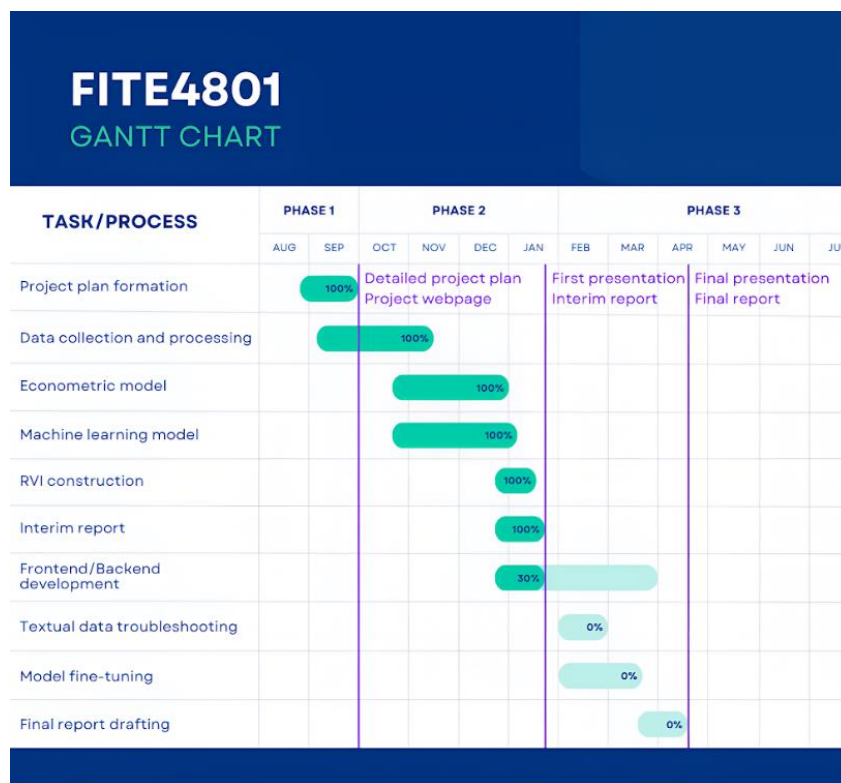 FITE4801
GANTT CHART
TASK/PROCESS
PHASE 1 PHASE 2 PHASE 3
AUG SEP OCT NOV DEC JAN FEB MAR APR MAY JUN JU
Project plan formation
100%
Detailed project plan
Project webpage
First presentation
Interim report
Final presentation
Final report
Data collection and processing
100%
Econometric model
100%
Machine learning model
100%
RVI construction
100%
Interim report
100%
Frontend/Backend
development
30%
Textual data troubleshooting
0%
Model fine-tuning
0%
Final report drafting
0%